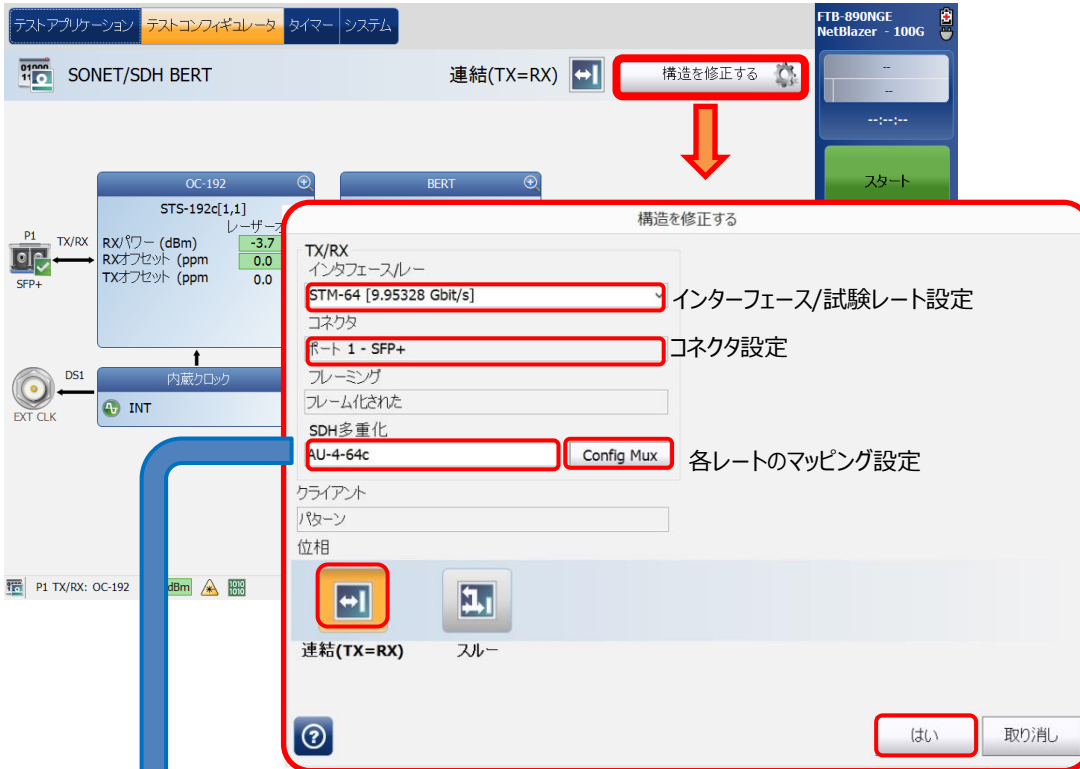 テストアプリケーション テストコンフィギュレータ タイマー システム
FTB-890NGE
NetBlazer - 100G
SONET/SDH BERT 連結(TX=RX) 構造を修正する
--
--
--:--:--
スタート
OC-192 BERT
STS-192c[1,1]
レーザーオ
P1 TX/RX RXパワー (dBm) -3.7
RXオフセット (ppm 0.0
SFP+ TXオフセット (ppm 0.0
DS1 内蔵クロック
EXT CLK INT
P1 TX/RX: OC-192 dBm
構造を修正する
TX/RX
インタフェース/レー
STM-64 [9.95328 Gbit/s] インターフェース/試験レート設定
コネクタ
ポート 1 - SFP+ コネクタ設定
フレーミング
フレーム化された
SDH多重化
AU-4-64c Config Mux 各レートのマッピング設定
クライアント
パターン
位相
連結(TX=RX) スルー
はい 取り消し